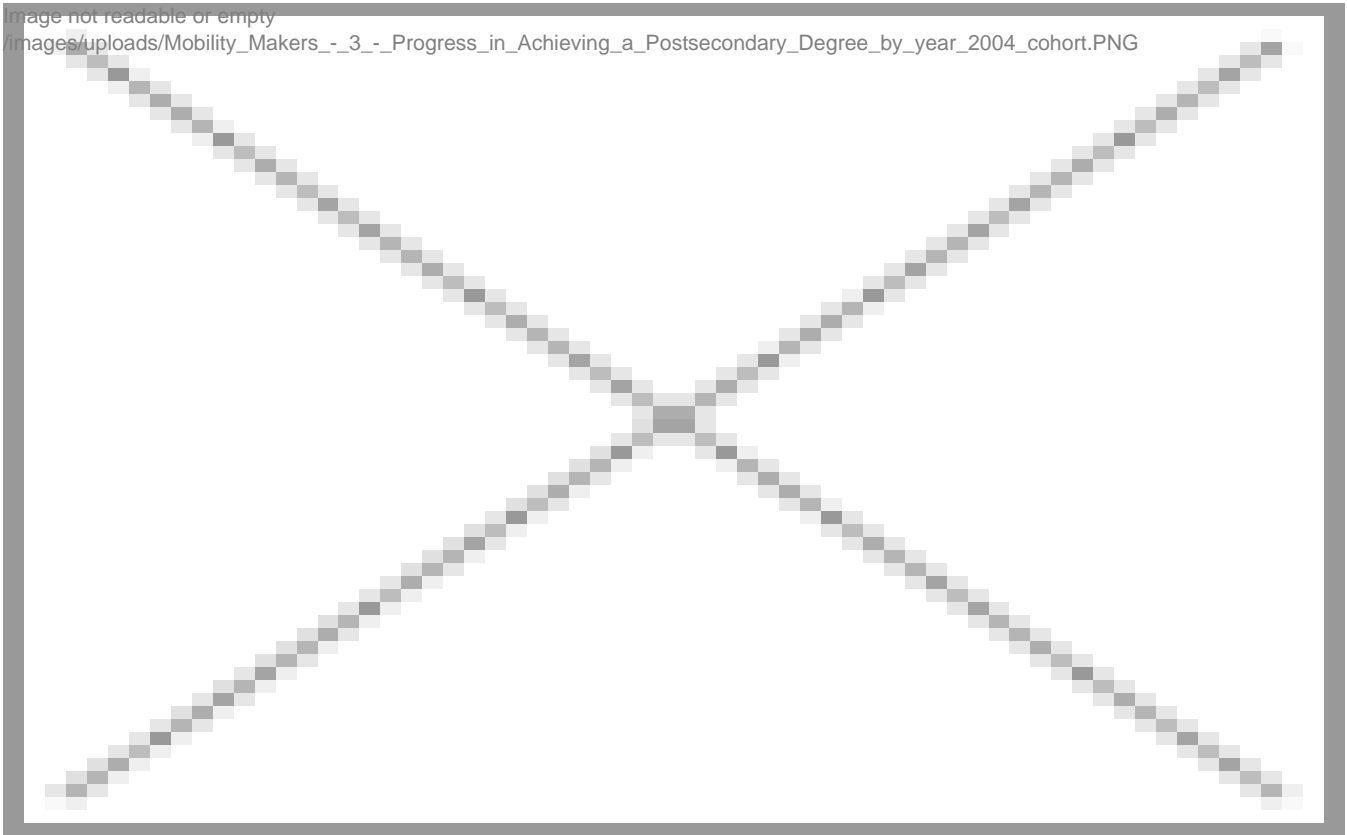 Image not readable or empty
/images/uploads/Mobility_Makers_-_3_-_Progress_in_Achieving_a_Postsecondary_Degree_by_year_2004_cohort.PNG